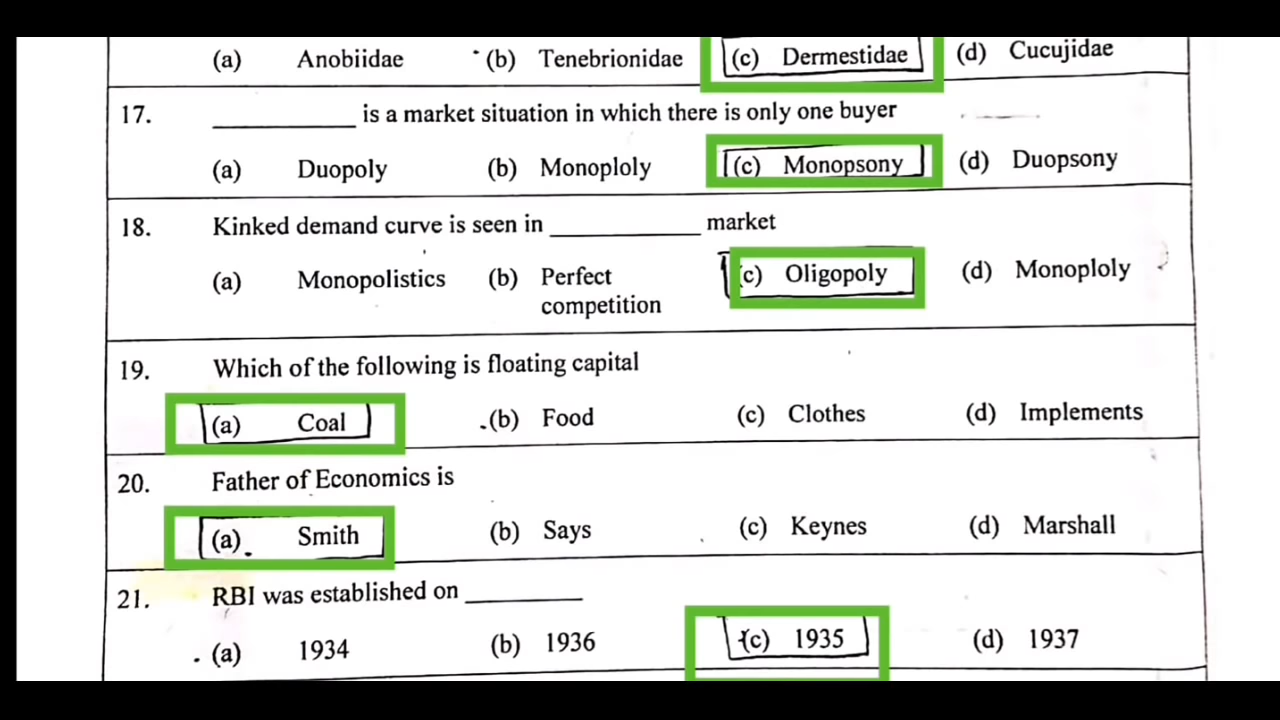 (a) Anobiidae (b) Tenebrionidae (c) Dermestidae (d) Cucujidae
17. __________ is a market situation in which there is only one buyer
(a) Duopoly (b) Monoploly (c) Monopsony (d) Duopsony
18. Kinked demand curve is seen in __________ market
(a) Monopolistics (b) Perfect competition (c) Oligopoly (d) Monoploly
19. Which of the following is floating capital
(a) Coal (b) Food (c) Clothes (d) Implements
20. Father of Economics is
(a) Smith (b) Says (c) Keynes (d) Marshall
21. RBI was established on ________
(a) 1934 (b) 1936 (c) 1935 (d) 1937